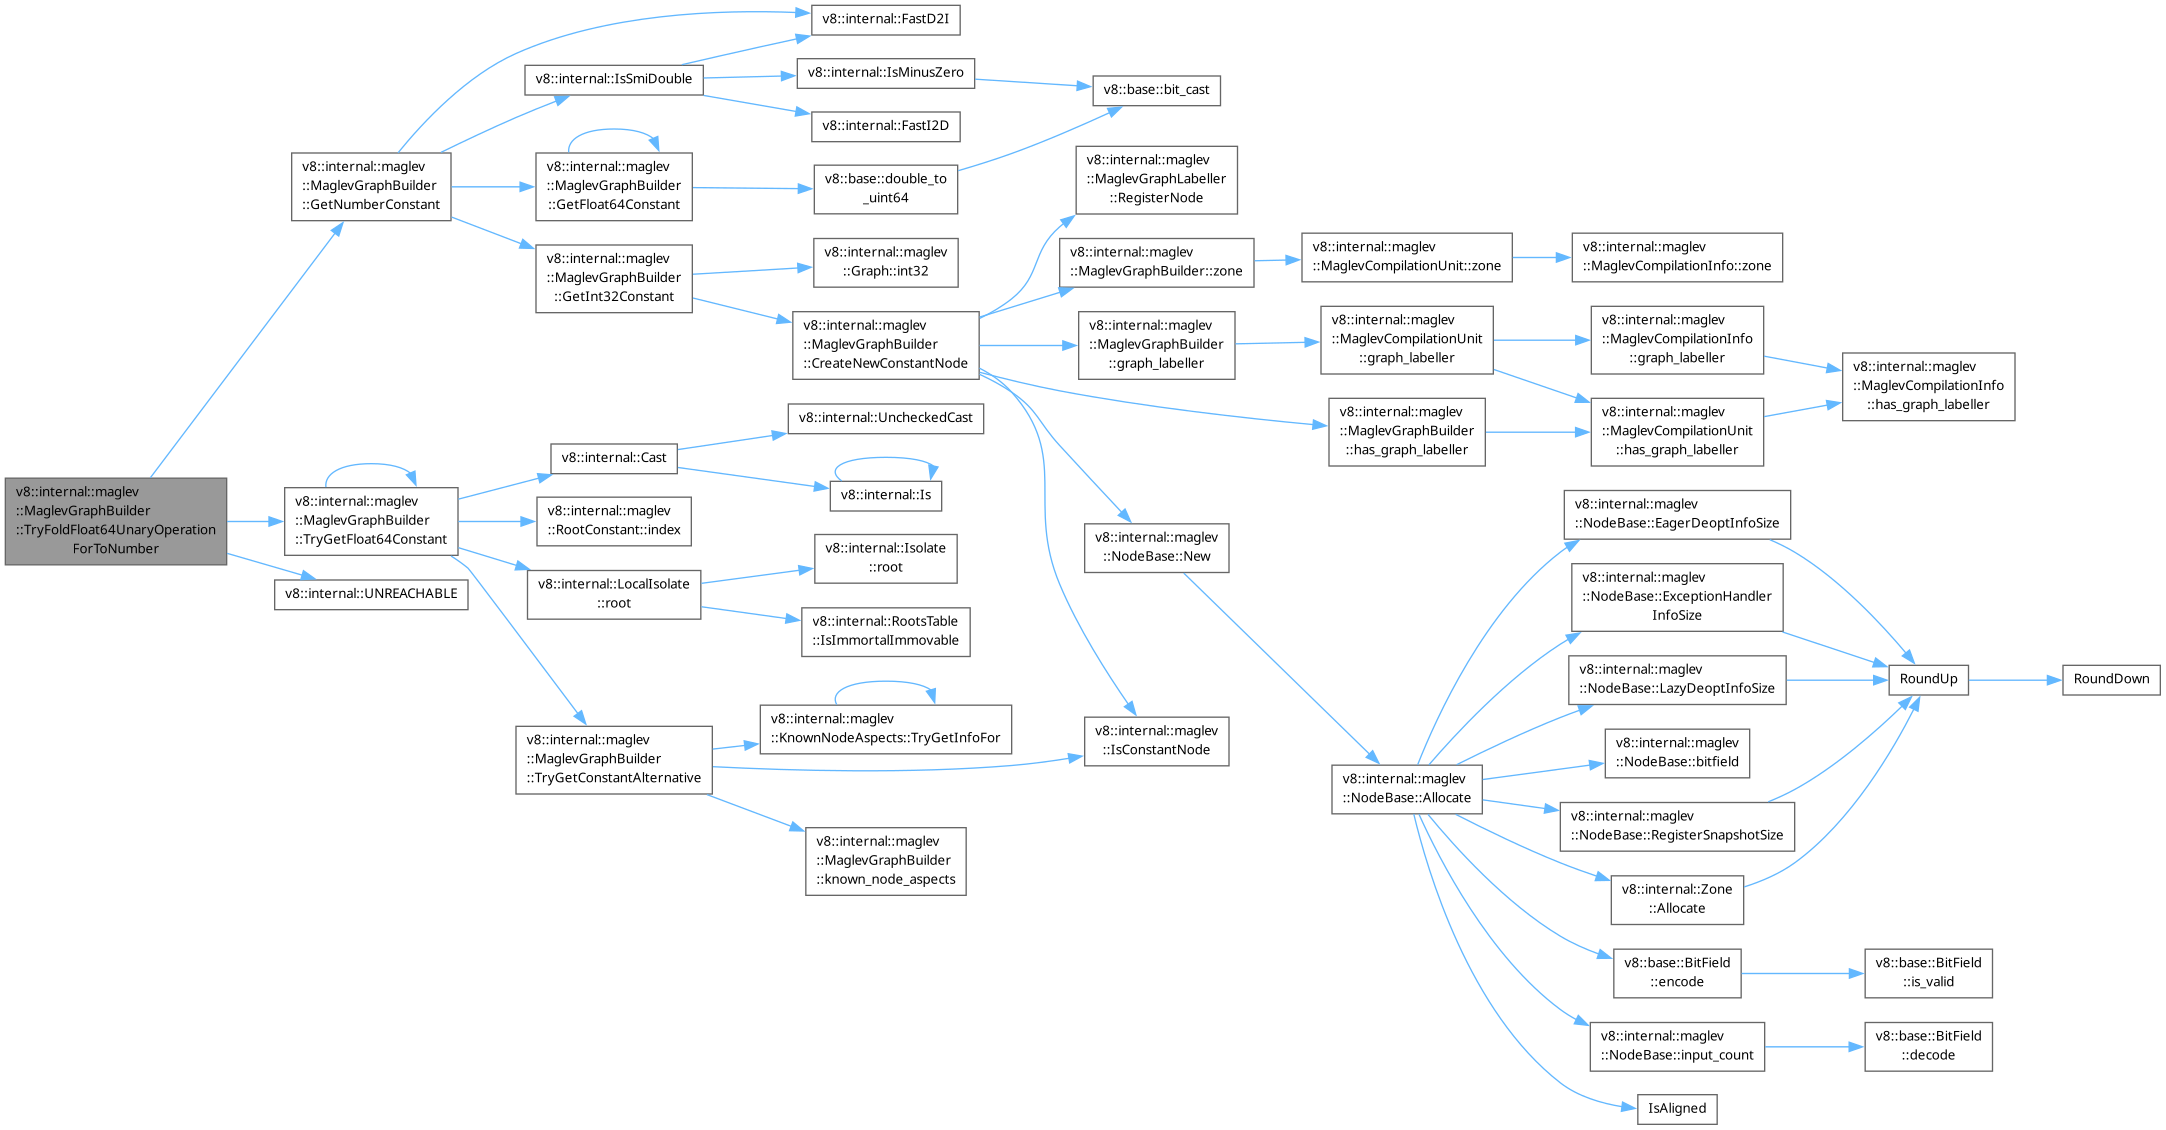 v8::internal::maglev
::MaglevGraphBuilder
::TryFoldFloat64UnaryOperation
ForToNumber
v8::internal::maglev
::MaglevGraphBuilder
::GetNumberConstant
v8::internal::maglev
::MaglevGraphBuilder
::TryGetFloat64Constant
v8::internal::UNREACHABLE
v8::internal::IsSmiDouble
v8::internal::maglev
::MaglevGraphBuilder
::GetFloat64Constant
v8::internal::maglev
::MaglevGraphBuilder
::GetInt32Constant
v8::internal::Cast
v8::internal::maglev
::RootConstant::index
v8::internal::LocalIsolate
::root
v8::internal::maglev
::MaglevGraphBuilder
::TryGetConstantAlternative
v8::internal::FastD2I
v8::internal::IsMinusZero
v8::internal::FastI2D
v8::base::double_to
_uint64
v8::internal::maglev
::Graph::int32
v8::internal::maglev
::MaglevGraphBuilder
::CreateNewConstantNode
v8::internal::UncheckedCast
v8::internal::Is
v8::internal::Isolate
::root
v8::internal::RootsTable
::IsImmortalImmovable
v8::internal::maglev
::KnownNodeAspects::TryGetInfoFor
v8::internal::maglev
::MaglevGraphBuilder
::known_node_aspects
v8::base::bit_cast
v8::internal::maglev
::MaglevGraphLabeller
::RegisterNode
v8::internal::maglev
::MaglevGraphBuilder::zone
v8::internal::maglev
::MaglevGraphBuilder
::graph_labeller
v8::internal::maglev
::NodeBase::New
v8::internal::maglev
::IsConstantNode
v8::internal::maglev
::MaglevCompilationUnit::zone
v8::internal::maglev
::MaglevCompilationUnit
::graph_labeller
v8::internal::maglev
::MaglevGraphBuilder
::has_graph_labeller
v8::internal::maglev
::NodeBase::Allocate
v8::internal::maglev
::MaglevCompilationInfo::zone
v8::internal::maglev
::MaglevCompilationInfo
::graph_labeller
v8::internal::maglev
::MaglevCompilationUnit
::has_graph_labeller
v8::internal::maglev
::NodeBase::EagerDeoptInfoSize
v8::internal::maglev
::NodeBase::ExceptionHandler
InfoSize
v8::internal::maglev
::NodeBase::LazyDeoptInfoSize
v8::internal::maglev
::NodeBase::bitfield
v8::internal::maglev
::NodeBase::RegisterSnapshotSize
v8::internal::Zone
::Allocate
v8::base::BitField
::encode
v8::internal::maglev
::NodeBase::input_count
IsAligned
v8::internal::maglev
::MaglevCompilationInfo
::has_graph_labeller
RoundUp
v8::base::BitField
::is_valid
v8::base::BitField
::decode
RoundDown